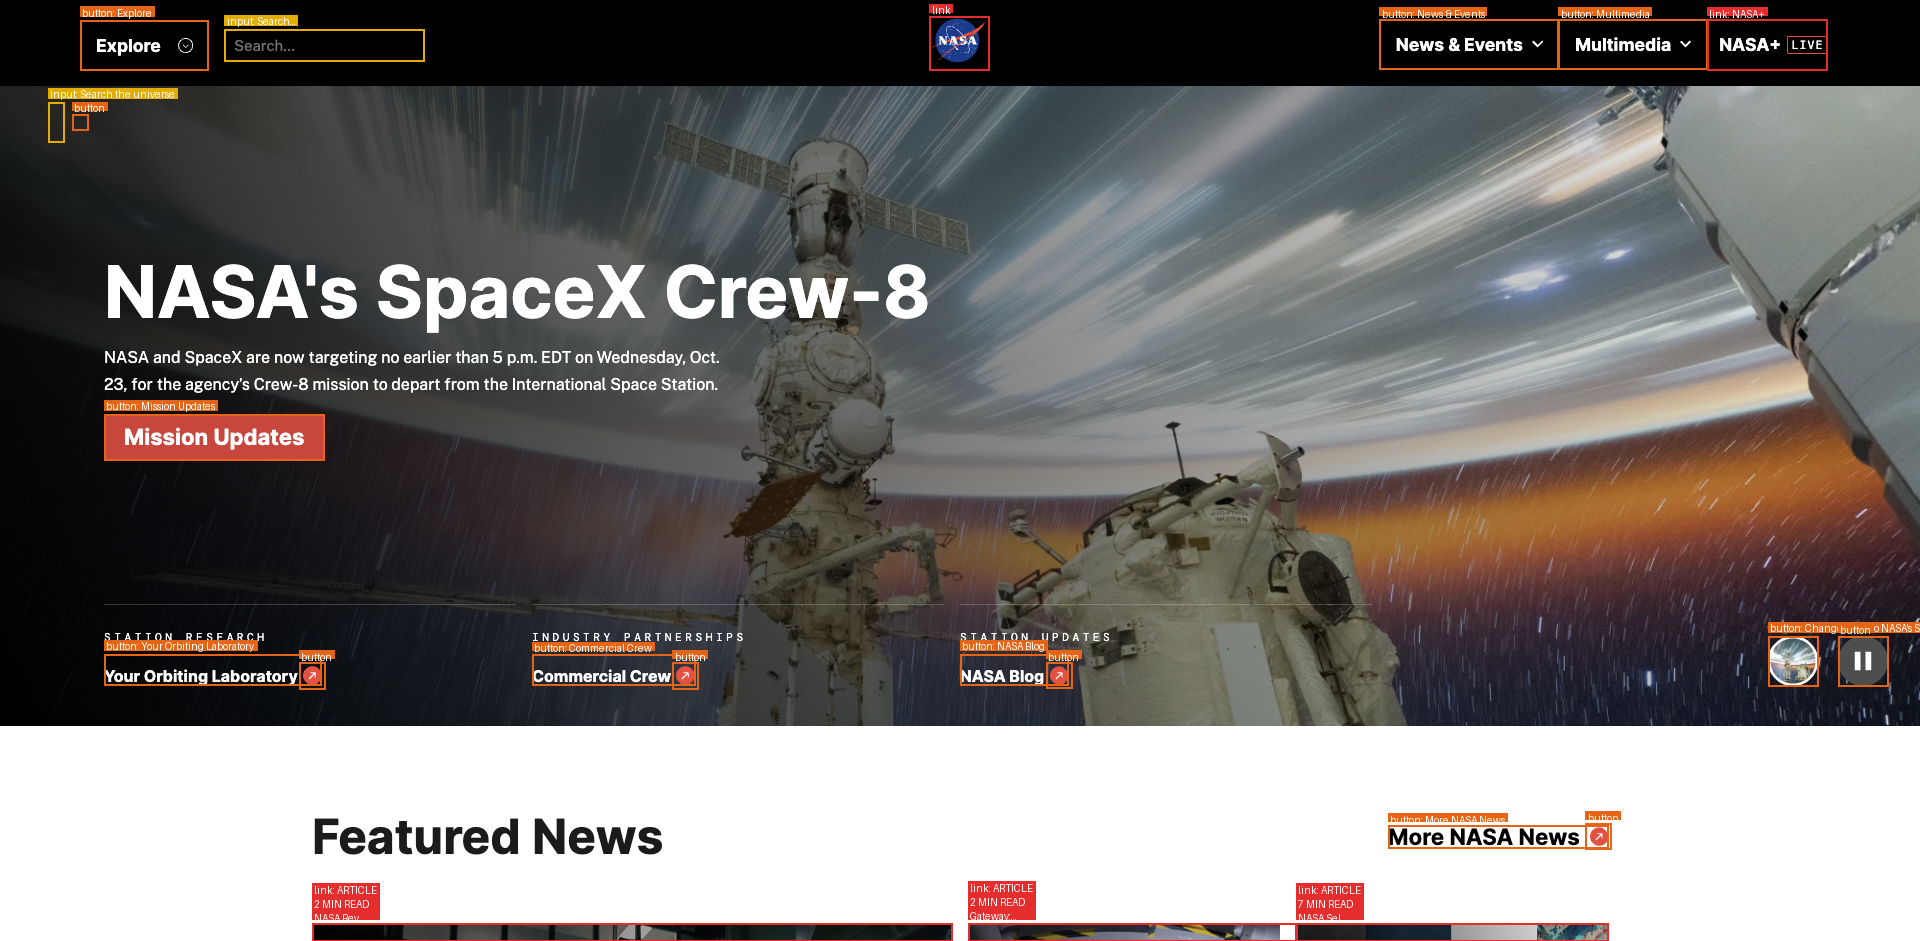 button: Explore
input: Search...
link
button: News & Events
button: Multimedia
link: NASA+
Explore
Search...
NASA
News & Events
Multimedia
NASA+ LIVE
input: Search the universe
button
NASA's SpaceX Crew-8
NASA and SpaceX are now targeting no earlier than 5 p.m. EDT on Wednesday, Oct.
23, for the agency's Crew-8 mission to depart from the International Space Station.
button: Mission Updates
Mission Updates
STATION RESEARCH
button: Your Orbiting Laboratory
button
Your Orbiting Laboratory
INDUSTRY PARTNERSHIPS
button: Commercial Crew
button
Commercial Crew
STATION UPDATES
button: NASA Blog
button
NASA Blog
button: Chang
button
o NASA's S
Featured News
button: More NASA News
button
More NASA News
link: ARTICLE
2 MIN READ
NASA Rev
link: ARTICLE
2 MIN READ
Gateway:...
link: ARTICLE
7 MIN READ
NASA Sel